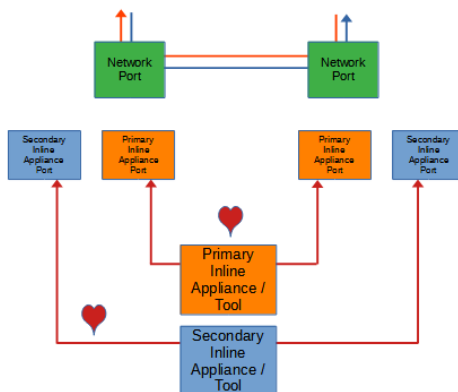 Network
Port
Network
Port
Secondary
Inline
Appliance
Port
Primary
Inline
Appliance
Port
Primary
Inline
Appliance
Port
Secondary
Inline
Appliance
Port
Primary
Inline
Appliance /
Tool
Secondary
Inline
Appliance /
Tool